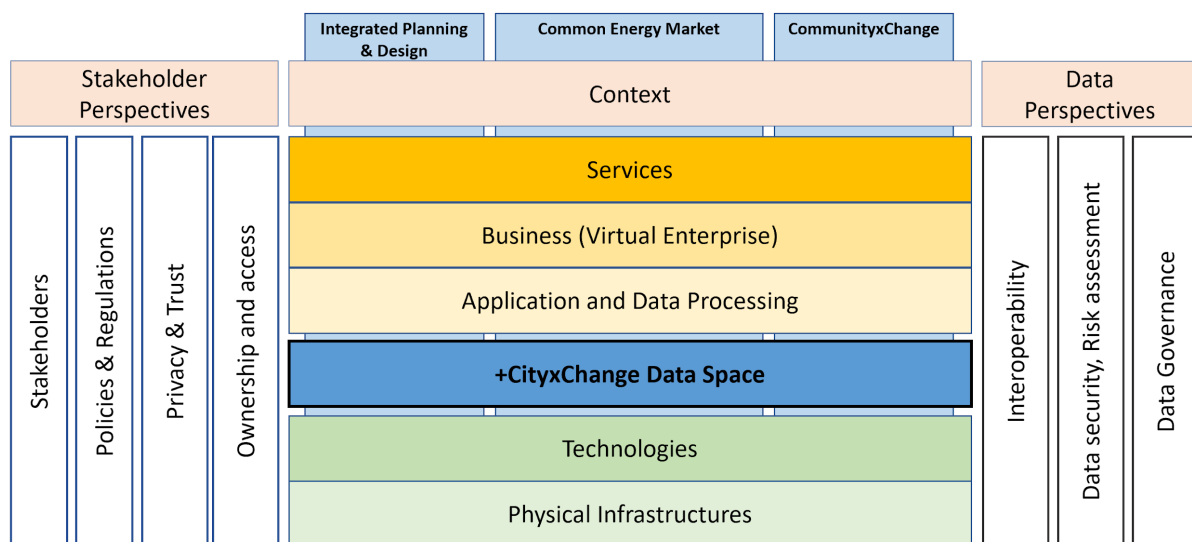 Integrated Planning
& Design
Common Energy Market
CommunityxChange
Stakeholder
Perspectives
Context
Data
Perspectives
Stakeholders
Policies & Regulations
Privacy & Trust
Ownership and access
Services
Business (Virtual Enterprise)
Application and Data Processing
+CityxChange Data Space
Technologies
Physical Infrastructures
Interoperability
Data security, Risk assessment
Data Governance